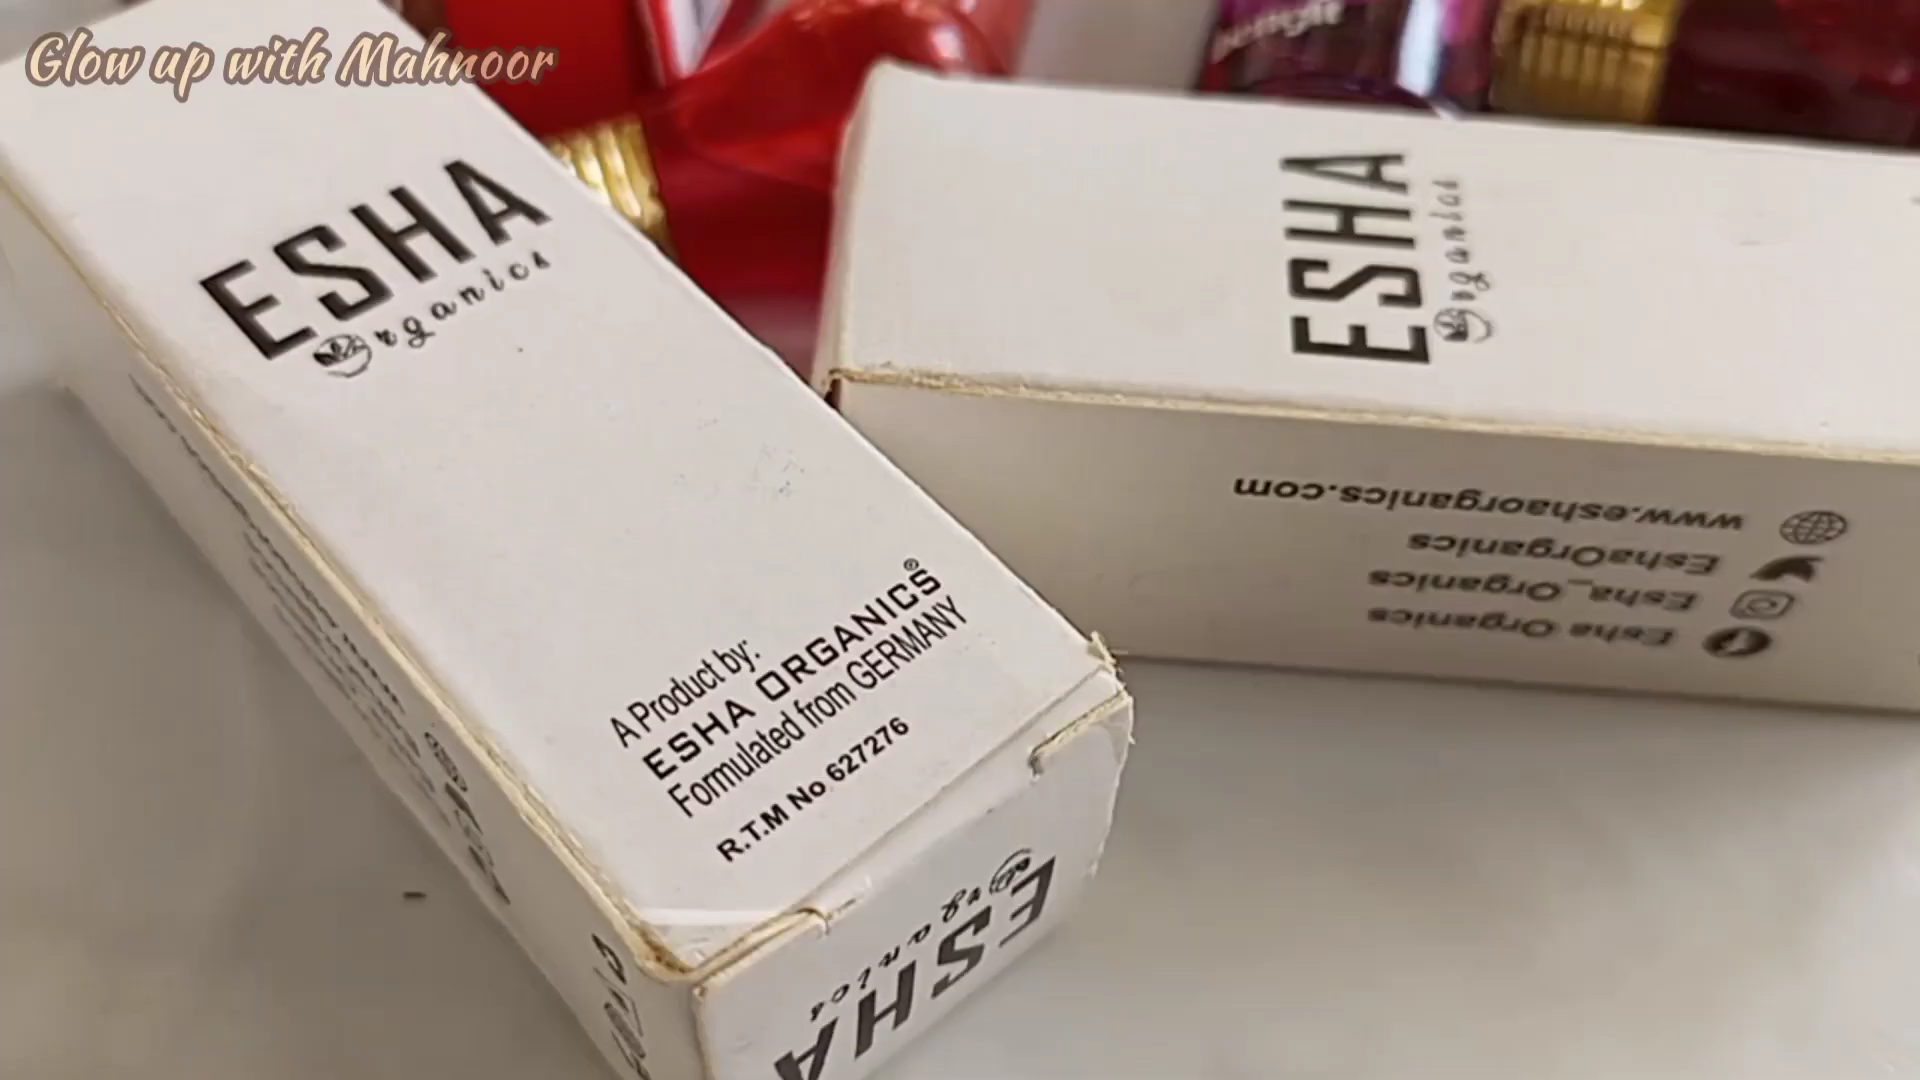 Glow up with Mahnoor
benefit
ESHA
Organics
A Product by:
ESHA ORGANICS®
Formulated from GERMANY
R.T.M No 627276
ESHA
Organics
ESHA
Organics
www.eshaorganics.com
EshaOrganics
Esha_Organics
Esha Organics